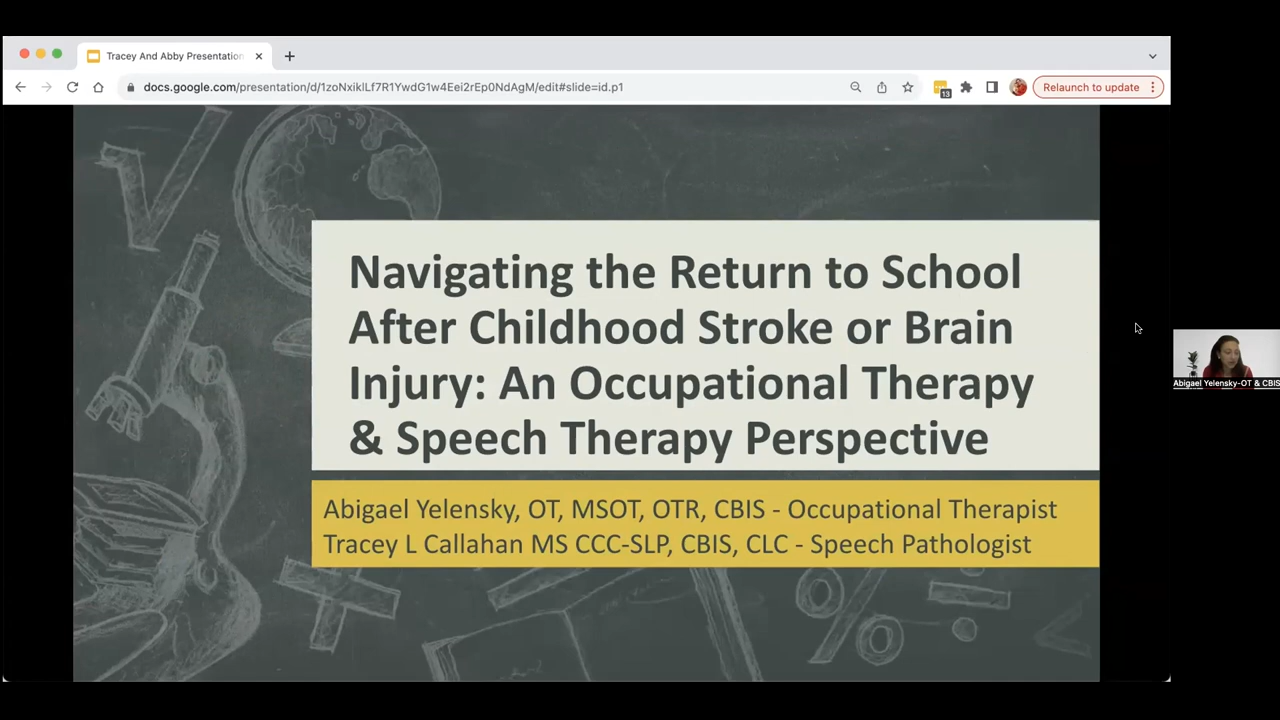 Tracey And Abby Presentation
docs.google.com/presentation/d/1zoNxiklLf7R1YwdG1w4Eei2rEp0NdAgM/edit#slide=id.p1
13
Relaunch to update
Navigating the Return to School
After Childhood Stroke or Brain
Injury: An Occupational Therapy
& Speech Therapy Perspective
Abigael Yelensky, OT, MSOT, OTR, CBIS - Occupational Therapist
Tracey L Callahan MS CCC-SLP, CBIS, CLC - Speech Pathologist
Abigael Yelensky-OT & CBIS